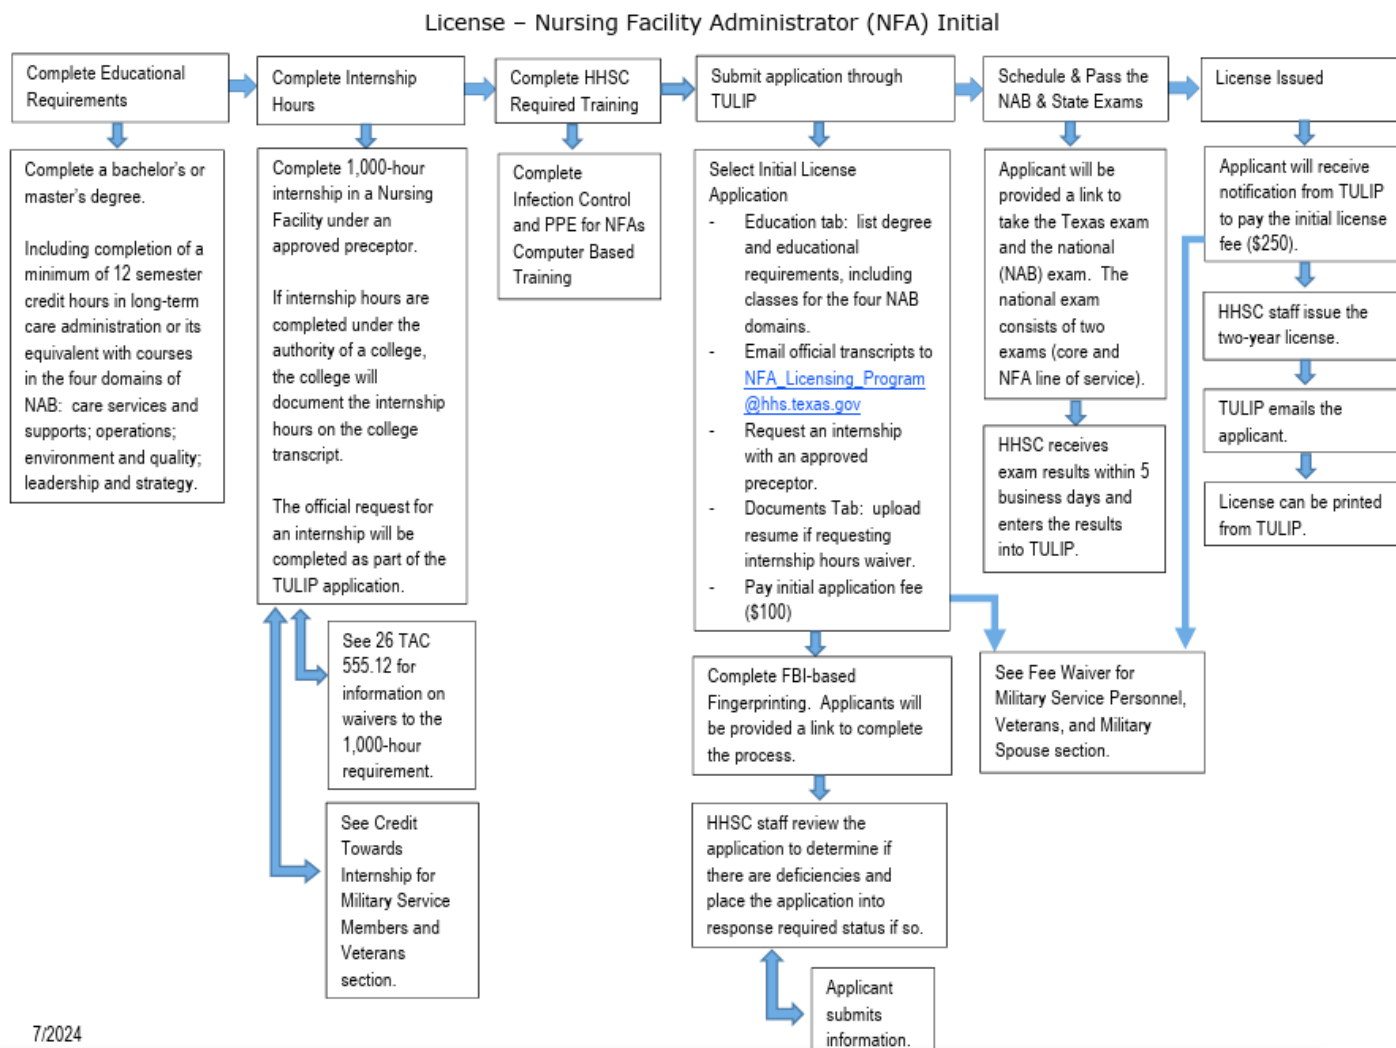 License – Nursing Facility Administrator (NFA) Initial
Complete Educational
Requirements
Complete a bachelor's or
master's degree.
Including completion of a
minimum of 12 semester
credit hours in long-term
care administration or its
equivalent with courses
in the four domains of
NAB: care services and
supports; operations;
environment and quality;
leadership and strategy.
Complete Internship
Hours
Complete 1,000-hour
internship in a Nursing
Facility under an
approved preceptor.
If internship hours are
completed under the
authority of a college,
the college will
document the internship
hours on the college
transcript.
The official request for
an internship will be
completed as part of the
TULIP application.
See 26 TAC
555.12 for
information on
waivers to the
1,000-hour
requirement.
See Credit
Towards
Internship for
Military Service
Members and
Veterans
section.
Complete HHSC
Required Training
Complete
Infection Control
and PPE for NFAs
Computer Based
Training
Submit application through
TULIP
Select Initial License
Application
- Education tab: list degree
and educational
requirements, including
classes for the four NAB
domains.
- Email official transcripts to
NFA_Licensing_Program
@hhs.texas.gov
- Request an internship
with an approved
preceptor.
- Documents Tab: upload
resume if requesting
internship hours waiver.
- Pay initial application fee
($100)
Complete FBI-based
Fingerprinting. Applicants will
be provided a link to complete
the process.
HHSC staff review the
application to determine if
there are deficiencies and
place the application into
response required status if so.
Applicant
submits
information.
Schedule & Pass the
NAB & State Exams
Applicant will be
provided a link to
take the Texas exam
and the national
(NAB) exam. The
national exam
consists of two
exams (core and
NFA line of service).
HHSC receives
exam results within 5
business days and
enters the results
into TULIP.
See Fee Waiver for
Military Service Personnel,
Veterans, and Military
Spouse section.
License Issued
Applicant will receive
notification from TULIP
to pay the initial license
fee ($250).
HHSC staff issue the
two-year license.
TULIP emails the
applicant.
License can be printed
from TULIP.
7/2024